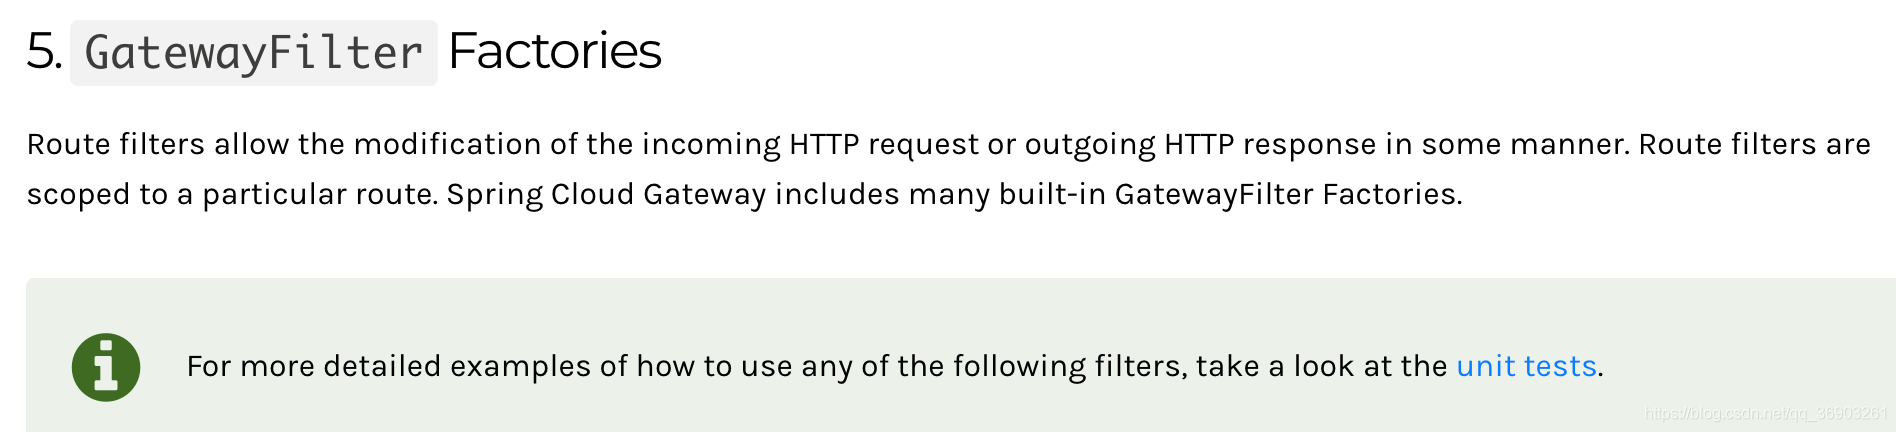 5. GatewayFilter Factories
Route filters allow the modification of the incoming HTTP request or outgoing HTTP response in some manner. Route filters are
scoped to a particular route. Spring Cloud Gateway includes many built-in GatewayFilter Factories.
For more detailed examples of how to use any of the following filters, take a look at the unit tests.
https://blog.csdn.net/qq_36903261